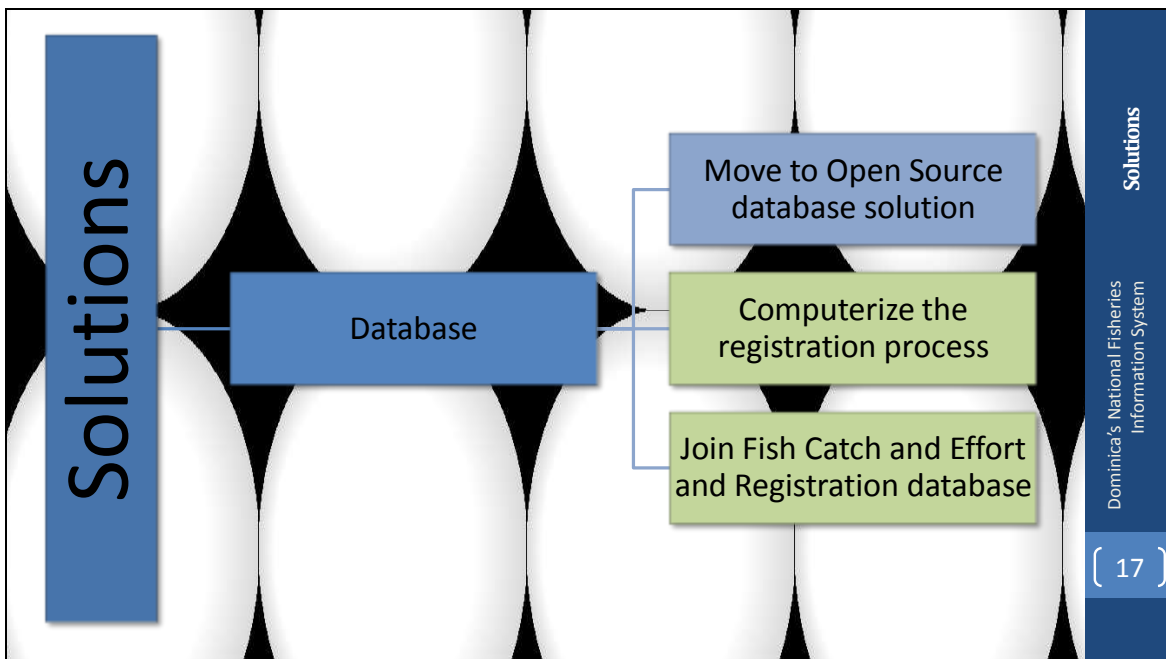 Solutions
Database
Move to Open Source
database solution
Computerize the
registration process
Join Fish Catch and Effort
and Registration database
Solutions
Dominica's National Fisheries
Information System
17